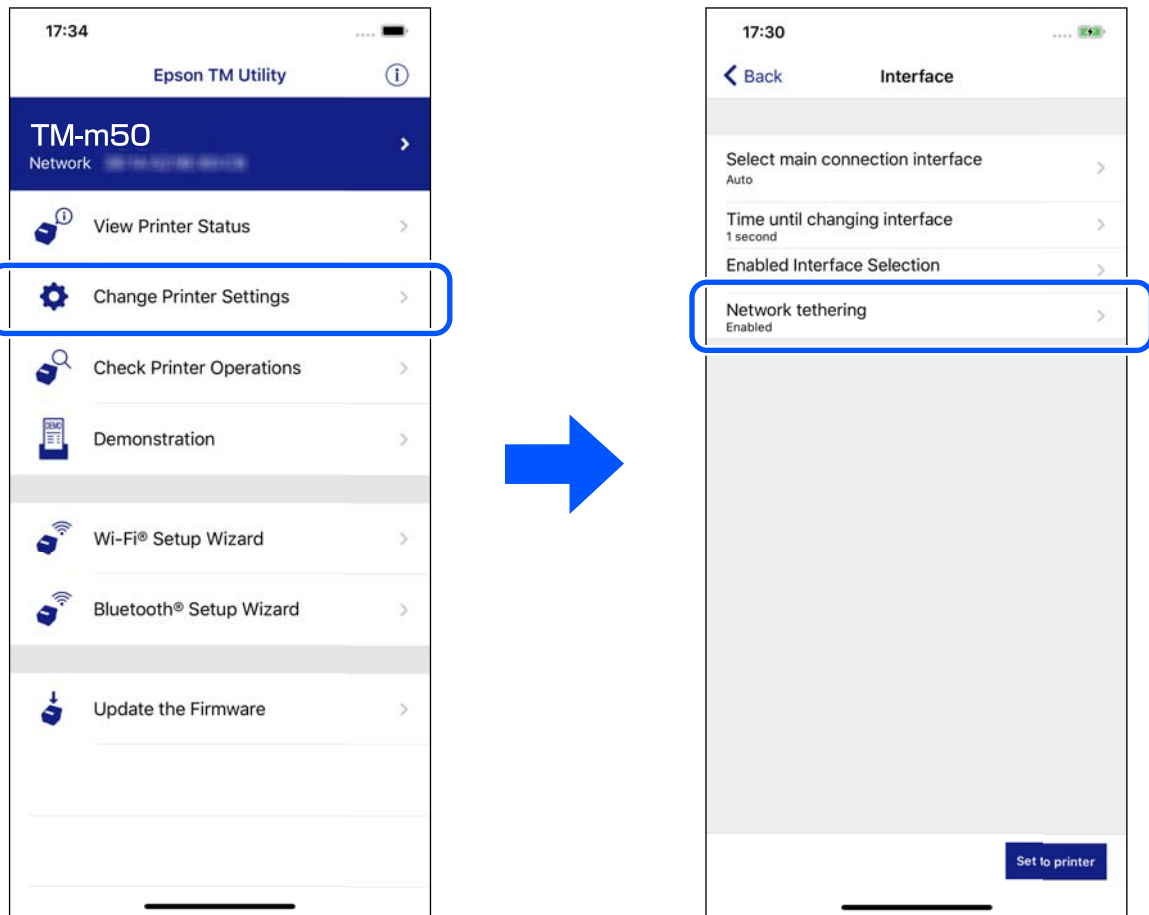 17:34
Epson TM Utility
TM-m50
Network
View Printer Status
Change Printer Settings
Check Printer Operations
DEMO
Demonstration
Wi-Fi® Setup Wizard
Bluetooth® Setup Wizard
Update the Firmware
17:30
Back Interface
Select main connection interface
Auto
Time until changing interface
1 second
Enabled Interface Selection
Network tethering
Enabled
Set to printer